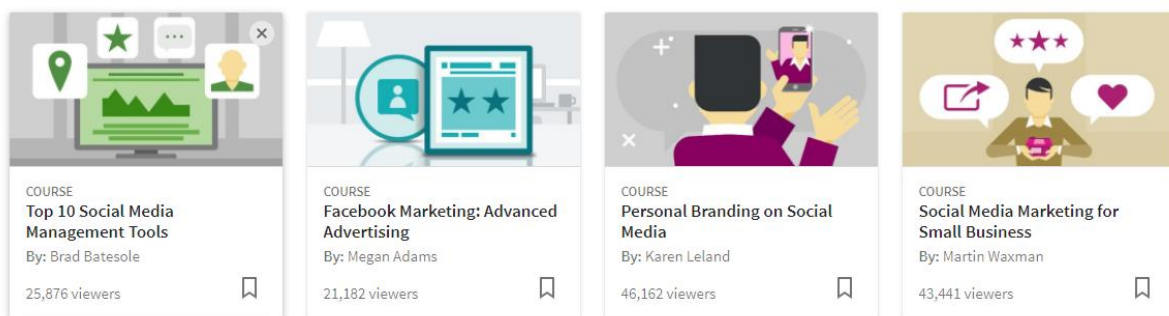 COURSE
Top 10 Social Media
Management Tools
By: Brad Batesole
25,876 viewers
COURSE
Facebook Marketing: Advanced
Advertising
By: Megan Adams
21,182 viewers
COURSE
Personal Branding on Social
Media
By: Karen Leland
46,162 viewers
COURSE
Social Media Marketing for
Small Business
By: Martin Waxman
43,441 viewers